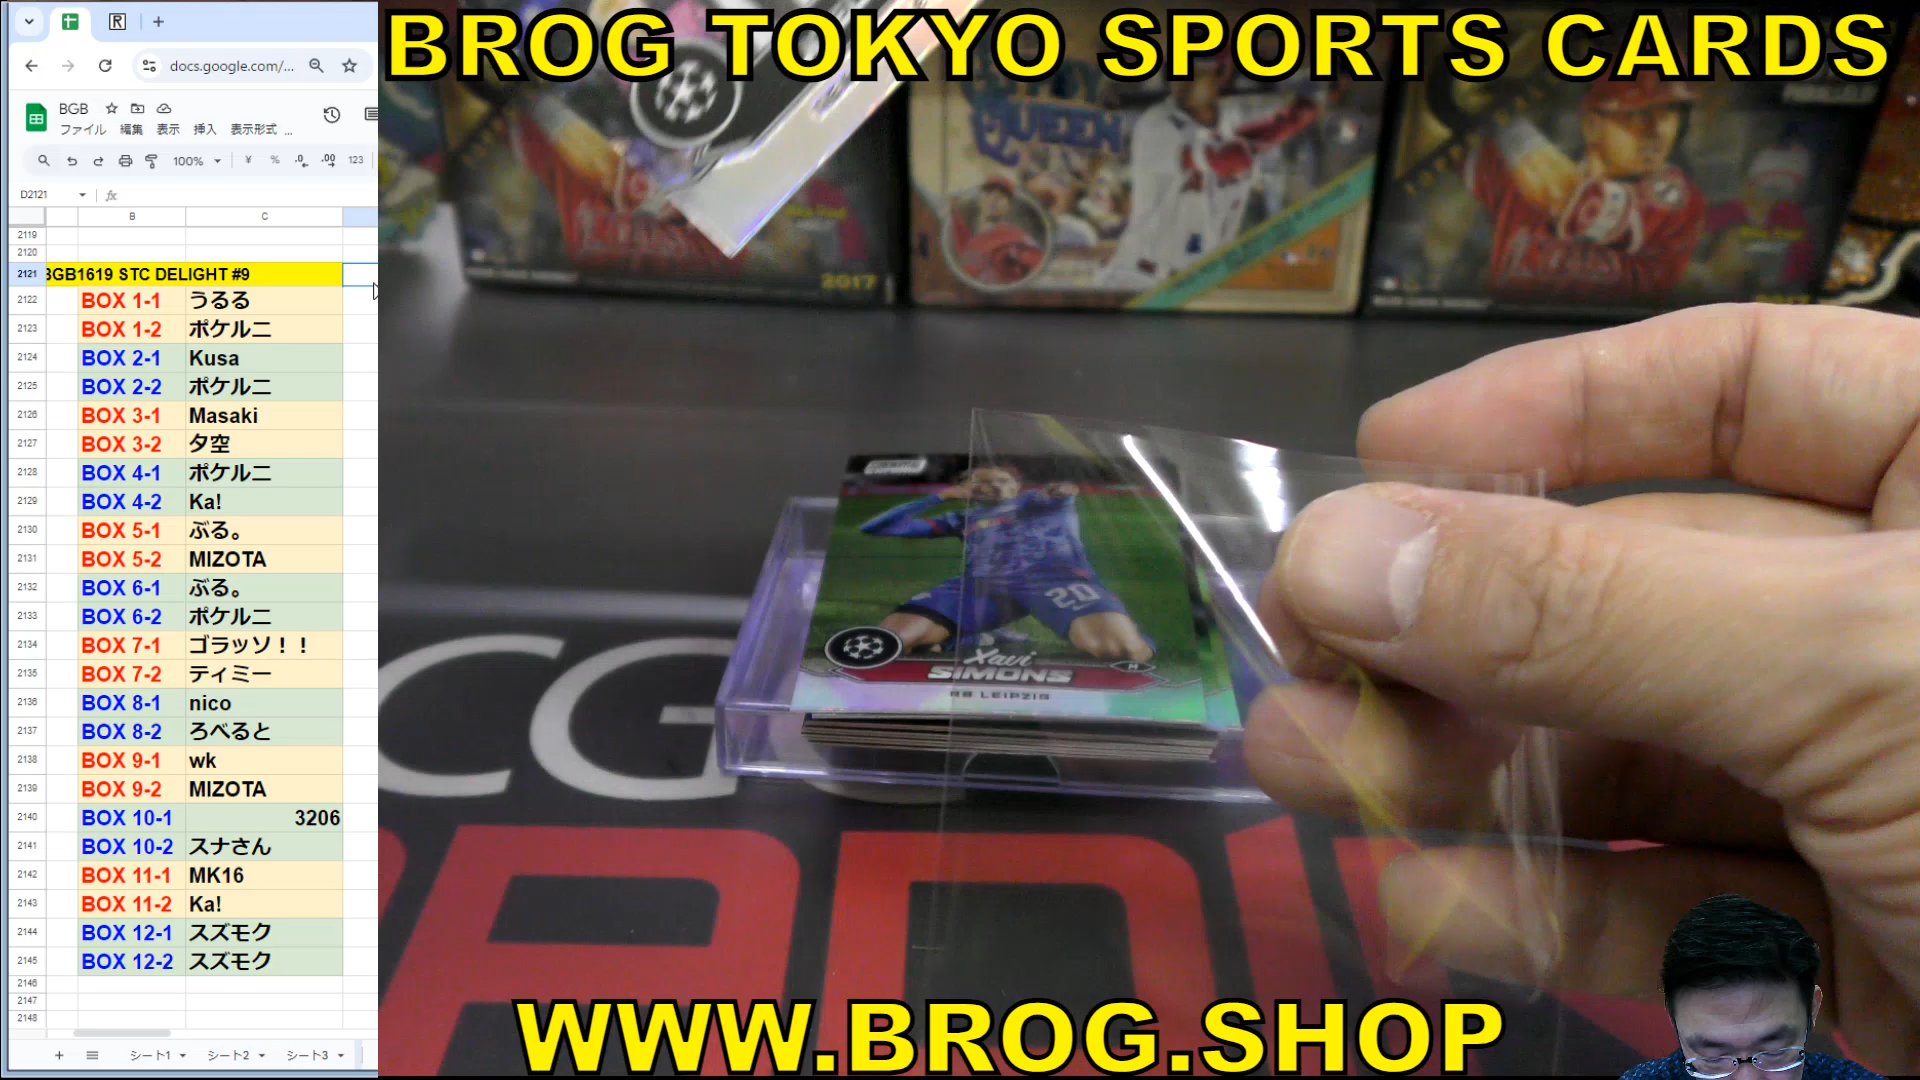 BROG TOKYO SPORTS CARDS
docs.google.com/...
BGB
ファイル 編集 表示 挿入 表示形式 ...
100% ¥ % .0 .00 123
D2121 fx
B C
2119
2120
2121 BGB1619 STC DELIGHT #9
2122 BOX 1-1 うるる
2123 BOX 1-2 ポケル二
2124 BOX 2-1 Kusa
2125 BOX 2-2 ポケル二
2126 BOX 3-1 Masaki
2127 BOX 3-2 夕空
2128 BOX 4-1 ポケル二
2129 BOX 4-2 Ka!
2130 BOX 5-1 ぶる。
2131 BOX 5-2 MIZOTA
2132 BOX 6-1 ぶる。
2133 BOX 6-2 ポケル二
2134 BOX 7-1 ゴラッソ！！
2135 BOX 7-2 ティミー
2136 BOX 8-1 nico
2137 BOX 8-2 ろべると
2138 BOX 9-1 wk
2139 BOX 9-2 MIZOTA
2140 BOX 10-1 3206
2141 BOX 10-2 スナさん
2142 BOX 11-1 MK16
2143 BOX 11-2 Ka!
2144 BOX 12-1 スズモク
2145 BOX 12-2 スズモク
2146
2147
2148
シート1 シート2 シート3
QUEEN
2017
20
Xavi
SIMONS
M
RB LEIPZIG
WWW.BROG.SHOP